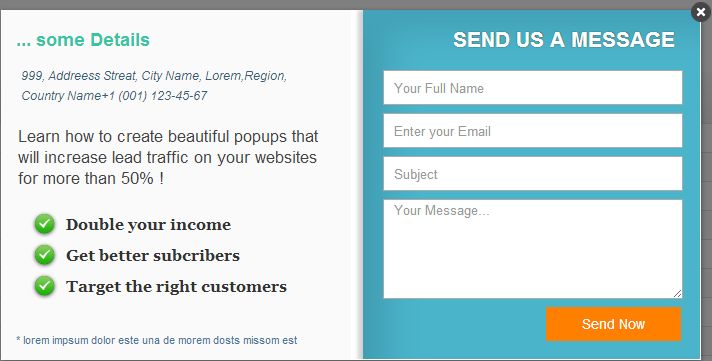 ... some Details
999, Addreess Streat, City Name, Lorem,Region,
Country Name+1 (001) 123-45-67
Learn how to create beautiful popups that
will increase lead traffic on your websites
for more than 50% !
Double your income
Get better subcribers
Target the right customers
* lorem impsum dolor este una de morem dosts missom est
SEND US A MESSAGE
Your Full Name
Enter your Email
Subject
Your Message...
Send Now